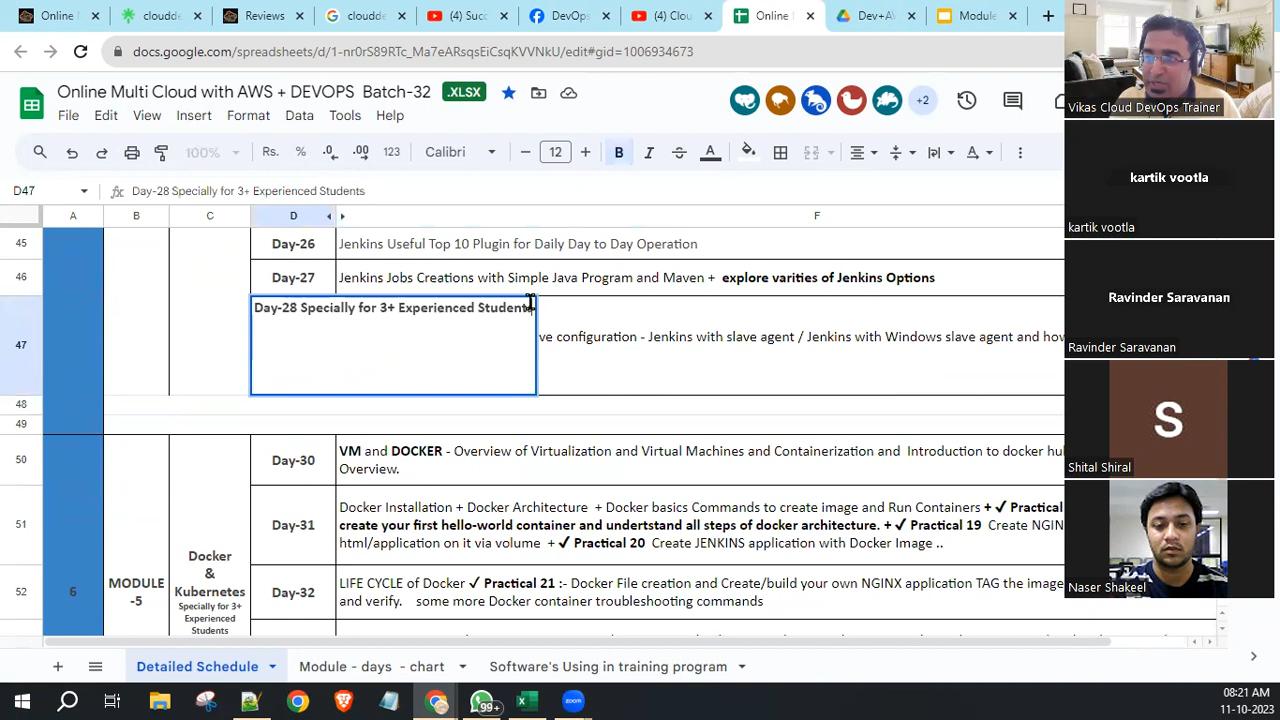 cloudde
Reviews
cloudde
(5) Succ
DevOps
(4) Clou
Online
Dev+AV
Module
docs.google.com/spreadsheets/d/1-nr0rS89RTc_Ma7eARsqsEiCsqKVVNkU/edit#gid=1006934673
Online Multi Cloud with AWS + DEVOPS Batch-32 .XLSX
+2
File Edit View Insert Format Data Tools Help
100% Rs. % .0 .00 123 Calibri 12 B I A
D47 fx Day-28 Specially for 3+ Experienced Students
A B C D F
45 Day-26 Jenkins Useful Top 10 Plugin for Daily Day to Day Operation
46 Day-27 Jenkins Jobs Creations with Simple Java Program and Maven + explore varities of Jenkins Options
47 Day-28 Specially for 3+ Experienced Students
ve configuration - Jenkins with slave agent / Jenkins with Windows slave agent and how
48
49
50 Day-30 VM and DOCKER - Overview of Virtualization and Virtual Machines and Containerization and Introduction to docker hu
Overview.
51 Day-31 Docker Installation + Docker Architecture + Docker basics Commands to create image and Run Containers + ✓ Practical
create your first hello-world container and undertsand all steps of docker architecture. + ✓ Practical 19 Create NGIN
html/application on it via volume + ✓ Practical 20 Create JENKINS application with Docker Image ..
52 Day-32 LIFE CYCLE of Docker ✓ Practical 21 :- Docker File creation and Create/build your own NGINX application TAG the image
and verify. some more Docker container troubleshooting commands
6
MODULE
-5
Docker
&
Kubernetes
Specially for 3+
Experienced
Students
Detailed Schedule
Module - days - chart
Software's Using in training program
Vikas Cloud DevOps Trainer
kartik vootla
kartik vootla
Ravinder Saravanan
Ravinder Saravanan
S
Shital Shiral
Naser Shakeel
99+
zoom
08:21 AM
11-10-2023